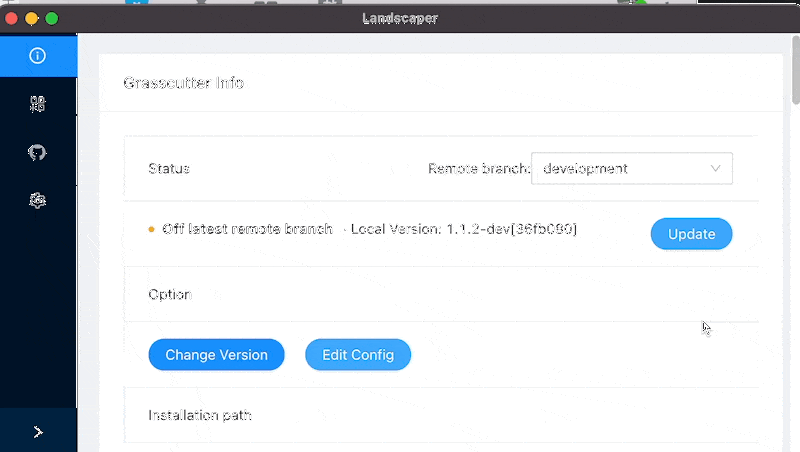 Landscaper
Grasscutter Info
Status Remote branch: development
Off latest remote branch · Local Version: 1.1.2-dev[36fb090] Update
Option
Change Version Edit Config
Installation path